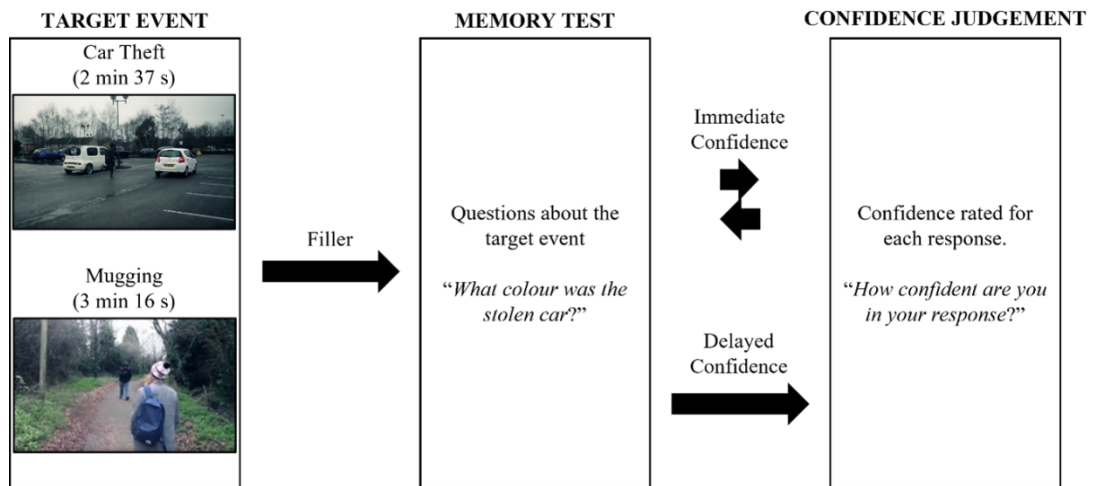 TARGET EVENT
Car Theft
(2 min 37 s)
Mugging
(3 min 16 s)
Filler
MEMORY TEST
Questions about the
target event
“What colour was the
stolen car?”
Immediate
Confidence
Delayed
Confidence
CONFIDENCE JUDGEMENT
Confidence rated for
each response.
“How confident are you
in your response?”